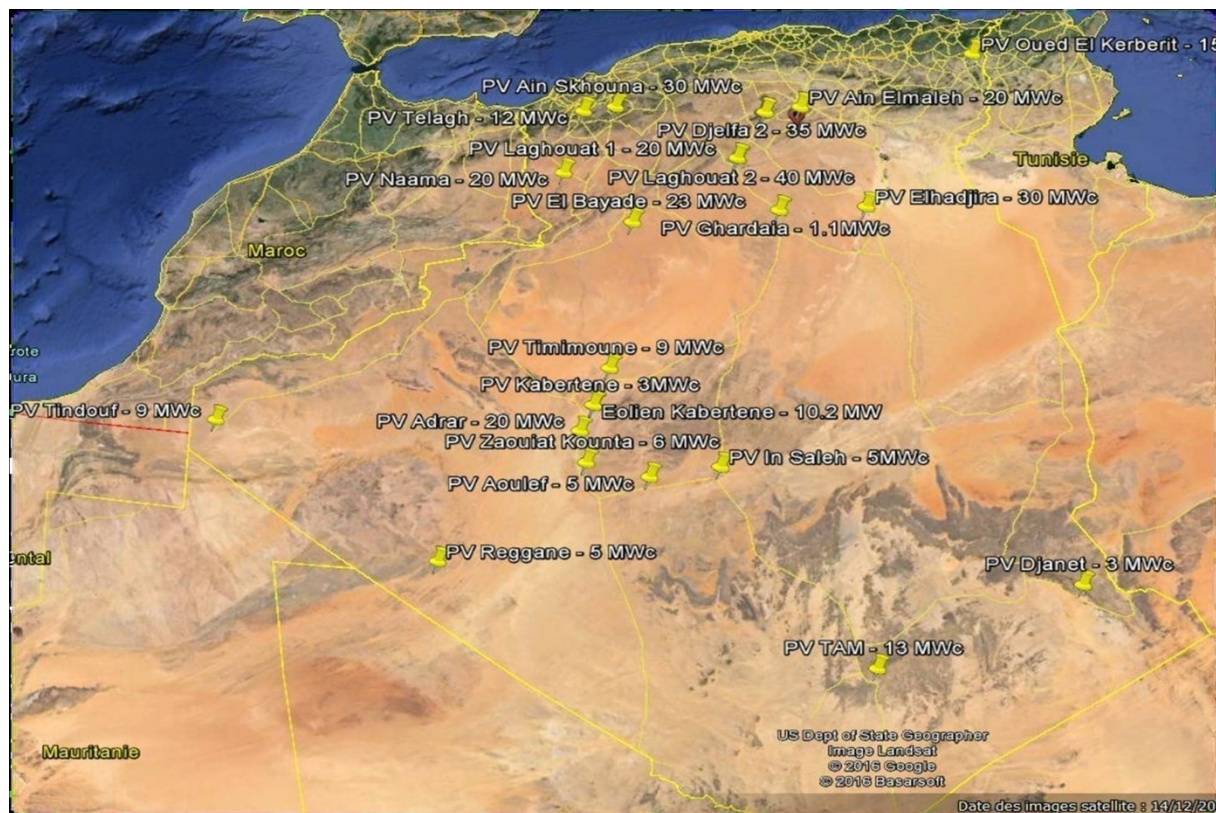 PV Oued El Kerberit - 15
PV Ain Skhouna - 30 MWc
PV Ain Elmaleh - 20 MWc
PV Telagh - 12 MWc
PV Djelfa 2 - 35 MWc
PV Laghouat 1 - 20 MWc
Tunisie
PV Naama - 20 MWc
PV Laghouat 2 - 40 MWc
PV El Bayade - 23 MWc
PV Elhadjira - 30 MWc
PV Ghardaia - 1.1MWc
Maroc
PV Timimoune - 9 MWc
rote
ura
PV Kabertene - 3MWc
PV Tindouf - 9 MWc
Eolien Kabertene - 10.2 MW
PV Adrar - 20 MWc
PV Zaouiat Kounta - 6 MWc
PV In Saleh - 5MWc
PV Aoulef - 5 MWc
PV Reggane - 5 MWc
ental
PV Djanet - 3 MWc
PV TAM - 13 MWc
Mauritanie
US Dept of State Geographer
Image Landsat
© 2016 Google
© 2016 Basarsoft
Date des images satellite : 14/12/20